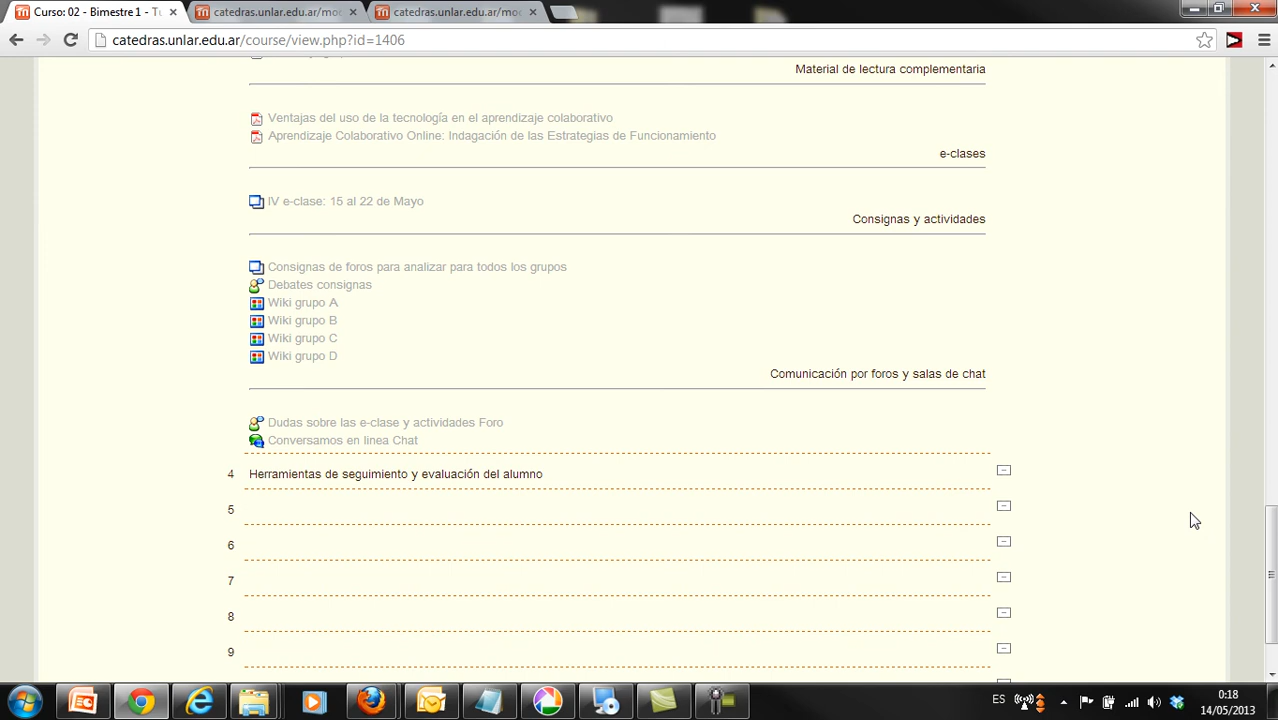 Curso: 02 - Bimestre 1 - Tu
catedras.unlar.edu.ar/mod
catedras.unlar.edu.ar/mod
catedras.unlar.edu.ar/course/view.php?id=1406
Material de lectura complementaria
Ventajas del uso de la tecnología en el aprendizaje colaborativo
Aprendizaje Colaborativo Online: Indagación de las Estrategias de Funcionamiento
e-clases
IV e-clase: 15 al 22 de Mayo
Consignas y actividades
Consignas de foros para analizar para todos los grupos
Debates consignas
Wiki grupo A
Wiki grupo B
Wiki grupo C
Wiki grupo D
Comunicación por foros y salas de chat
Dudas sobre las e-clase y actividades Foro
Conversamos en linea Chat
4 Herramientas de seguimiento y evaluación del alumno
5
6
7
8
9
ES
0:18
14/05/2013